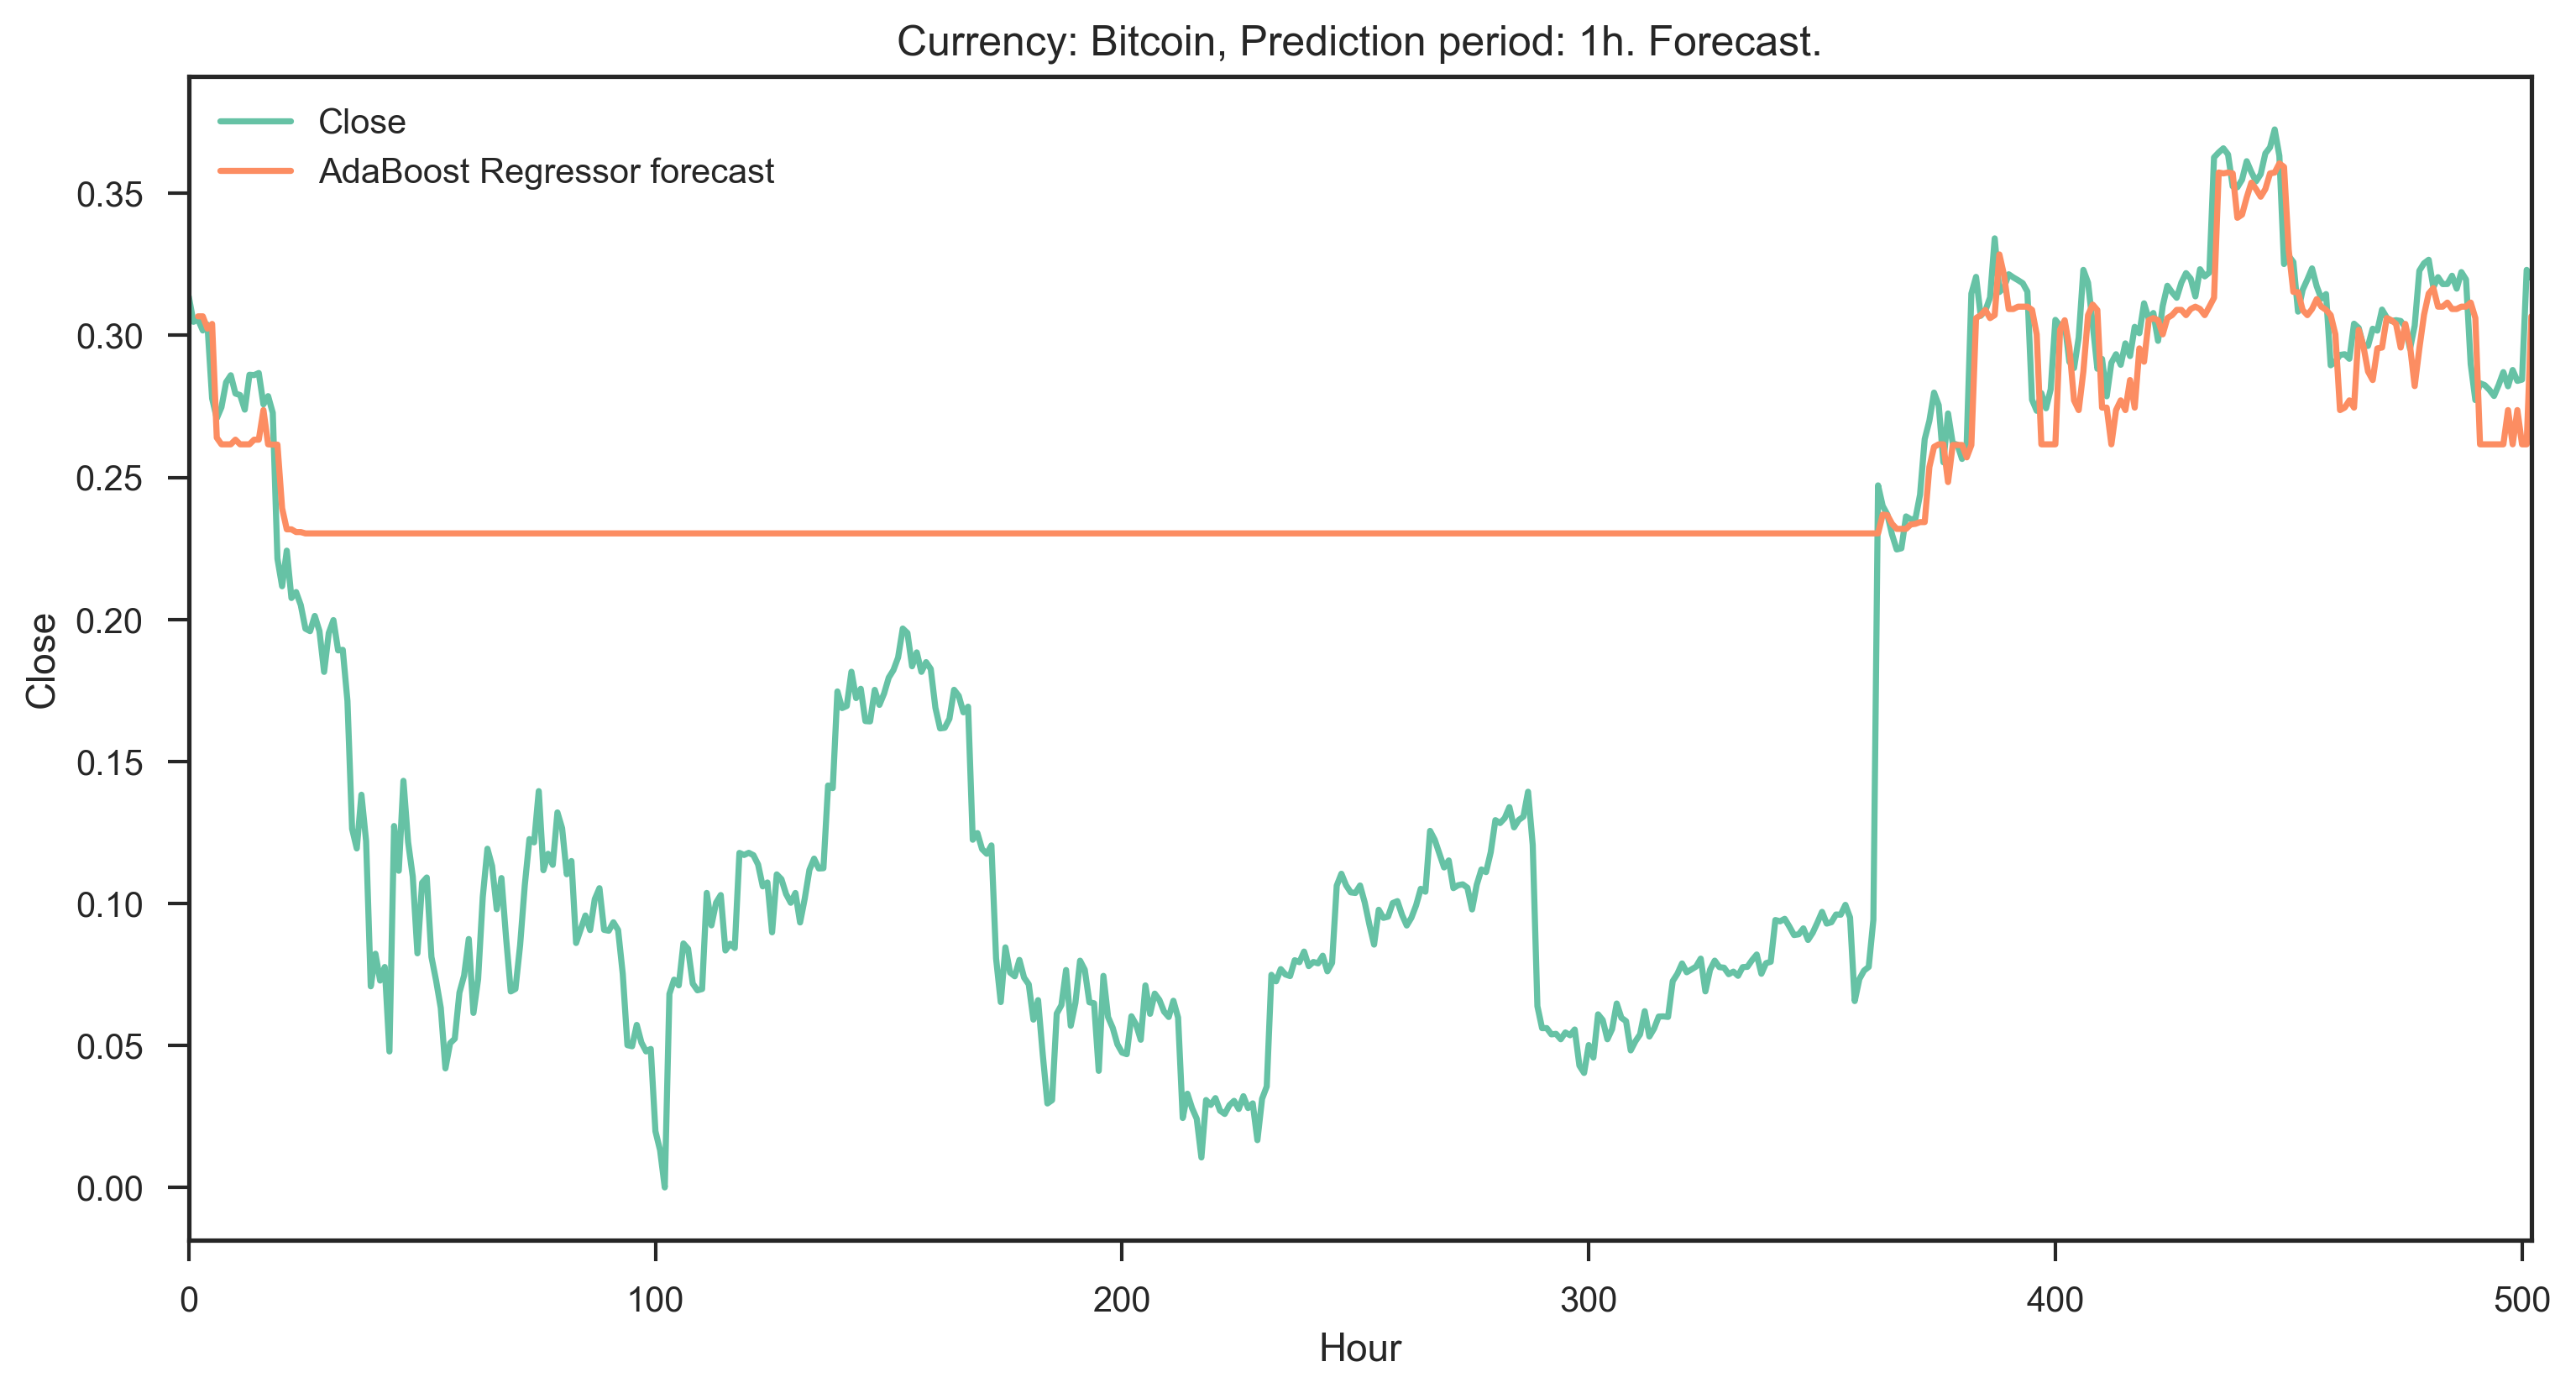 Currency: Bitcoin, Prediction period: 1h. Forecast.
Close
AdaBoost Regressor forecast
0.35
0.30
0.25
0.20
0.15
0.10
0.05
0.00
Close
0 100 200 300 400 500
Hour